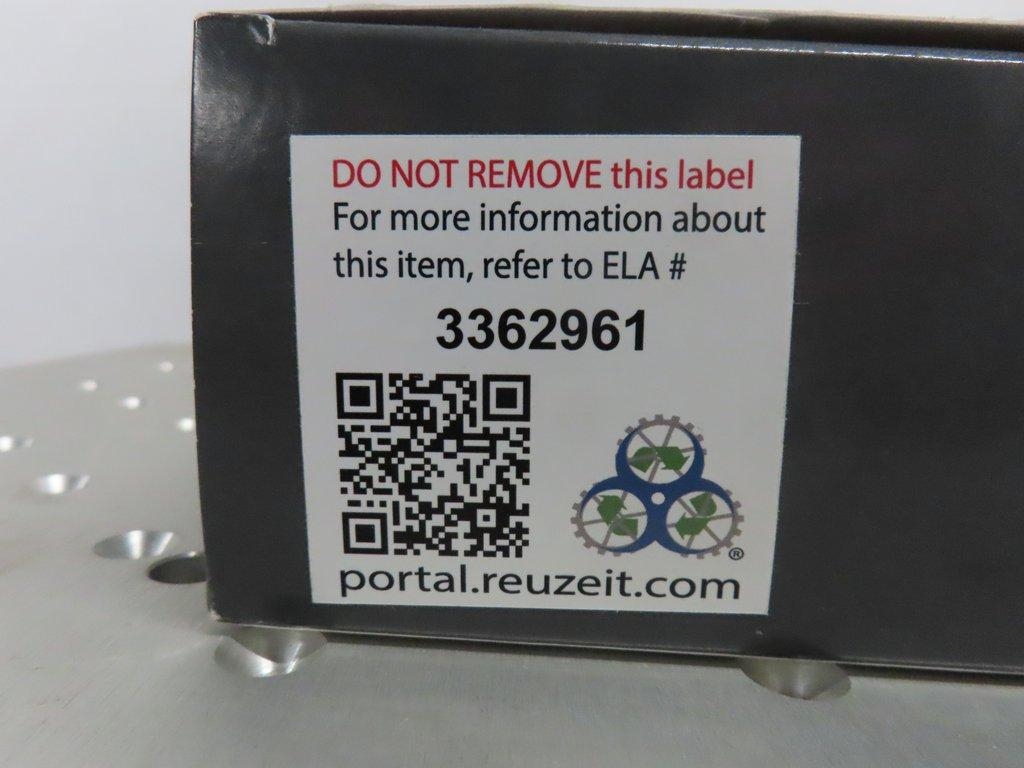 DO NOT REMOVE this label
For more information about
this item, refer to ELA #
3362961
®
portal.reuzeit.com